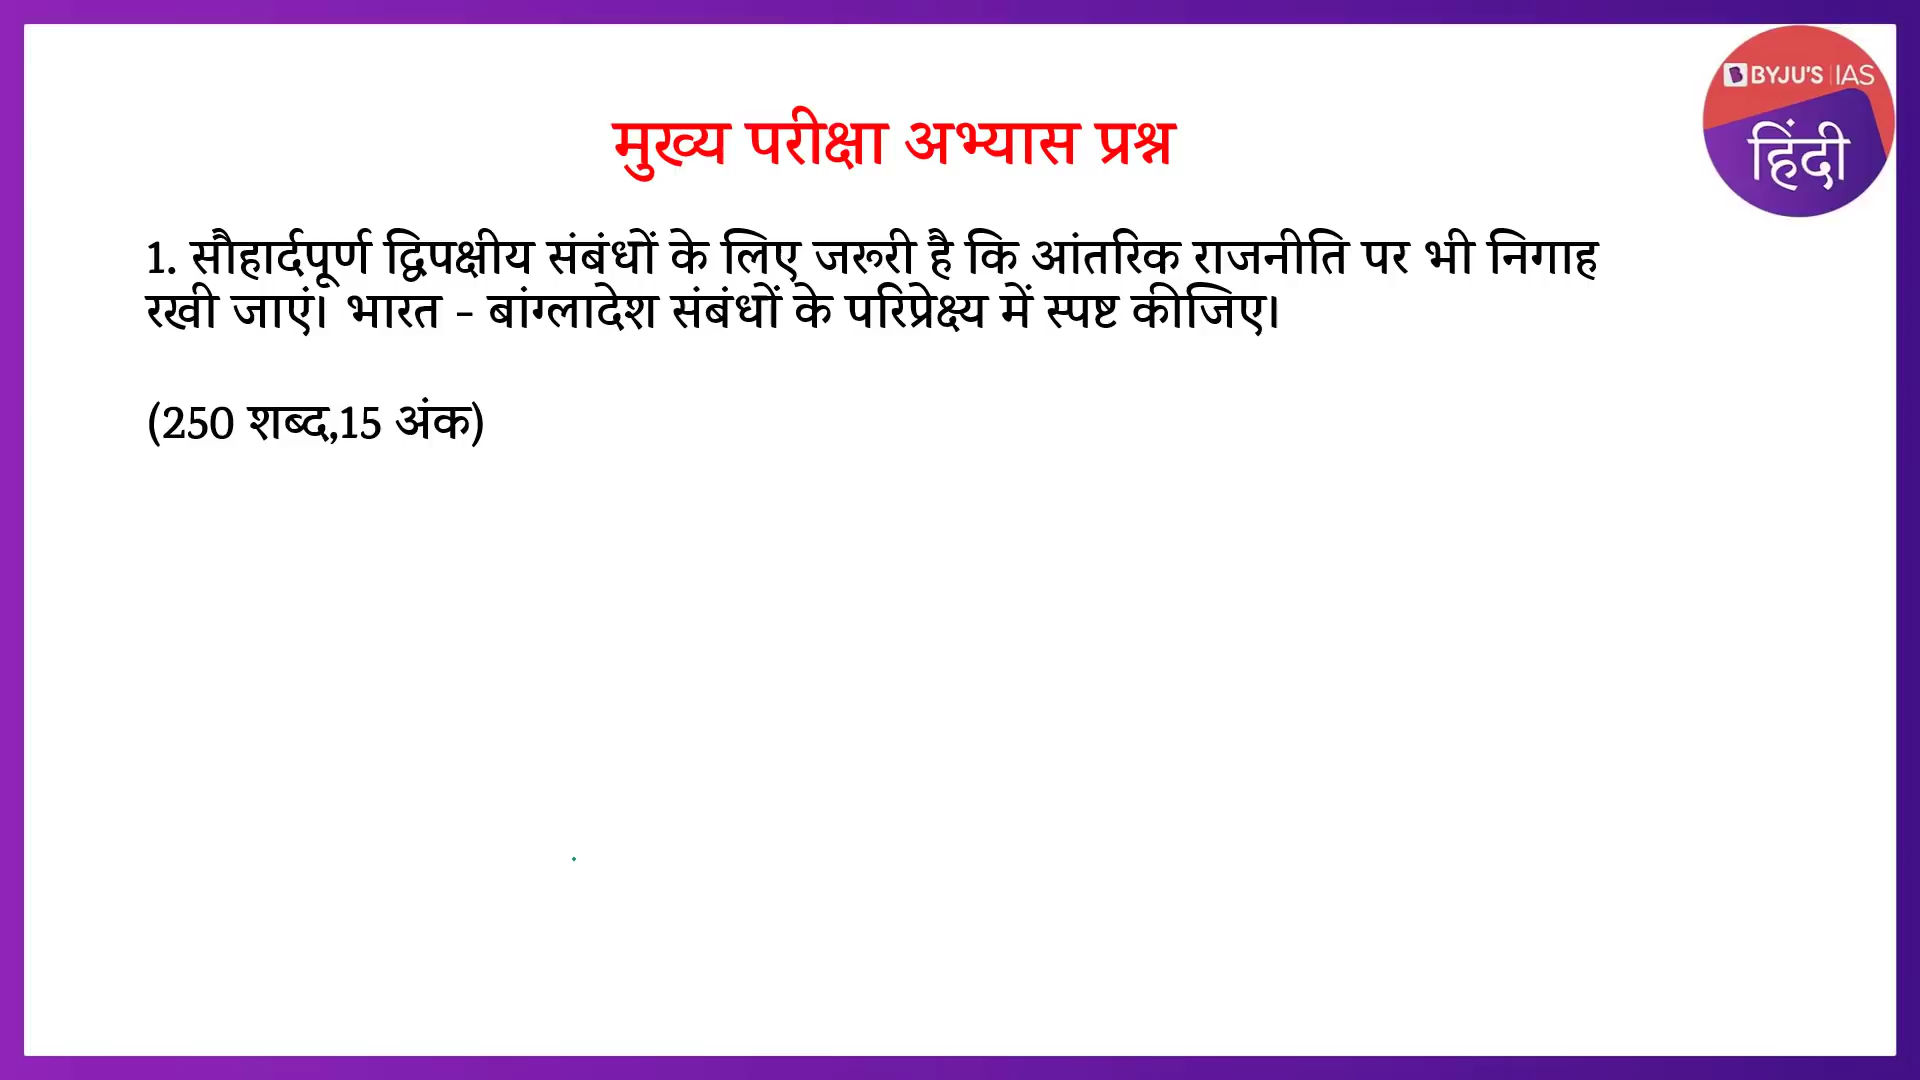 BYJU'S IAS
हिंदी
मुख्य परीक्षा अभ्यास प्रश्न
1. सौहार्दपूर्ण द्विपक्षीय संबंधों के लिए जरूरी है कि आंतरिक राजनीति पर भी निगाह
रखी जाएं। भारत - बांग्लादेश संबंधों के परिप्रेक्ष्य में स्पष्ट कीजिए।
(250 शब्द,15 अंक)